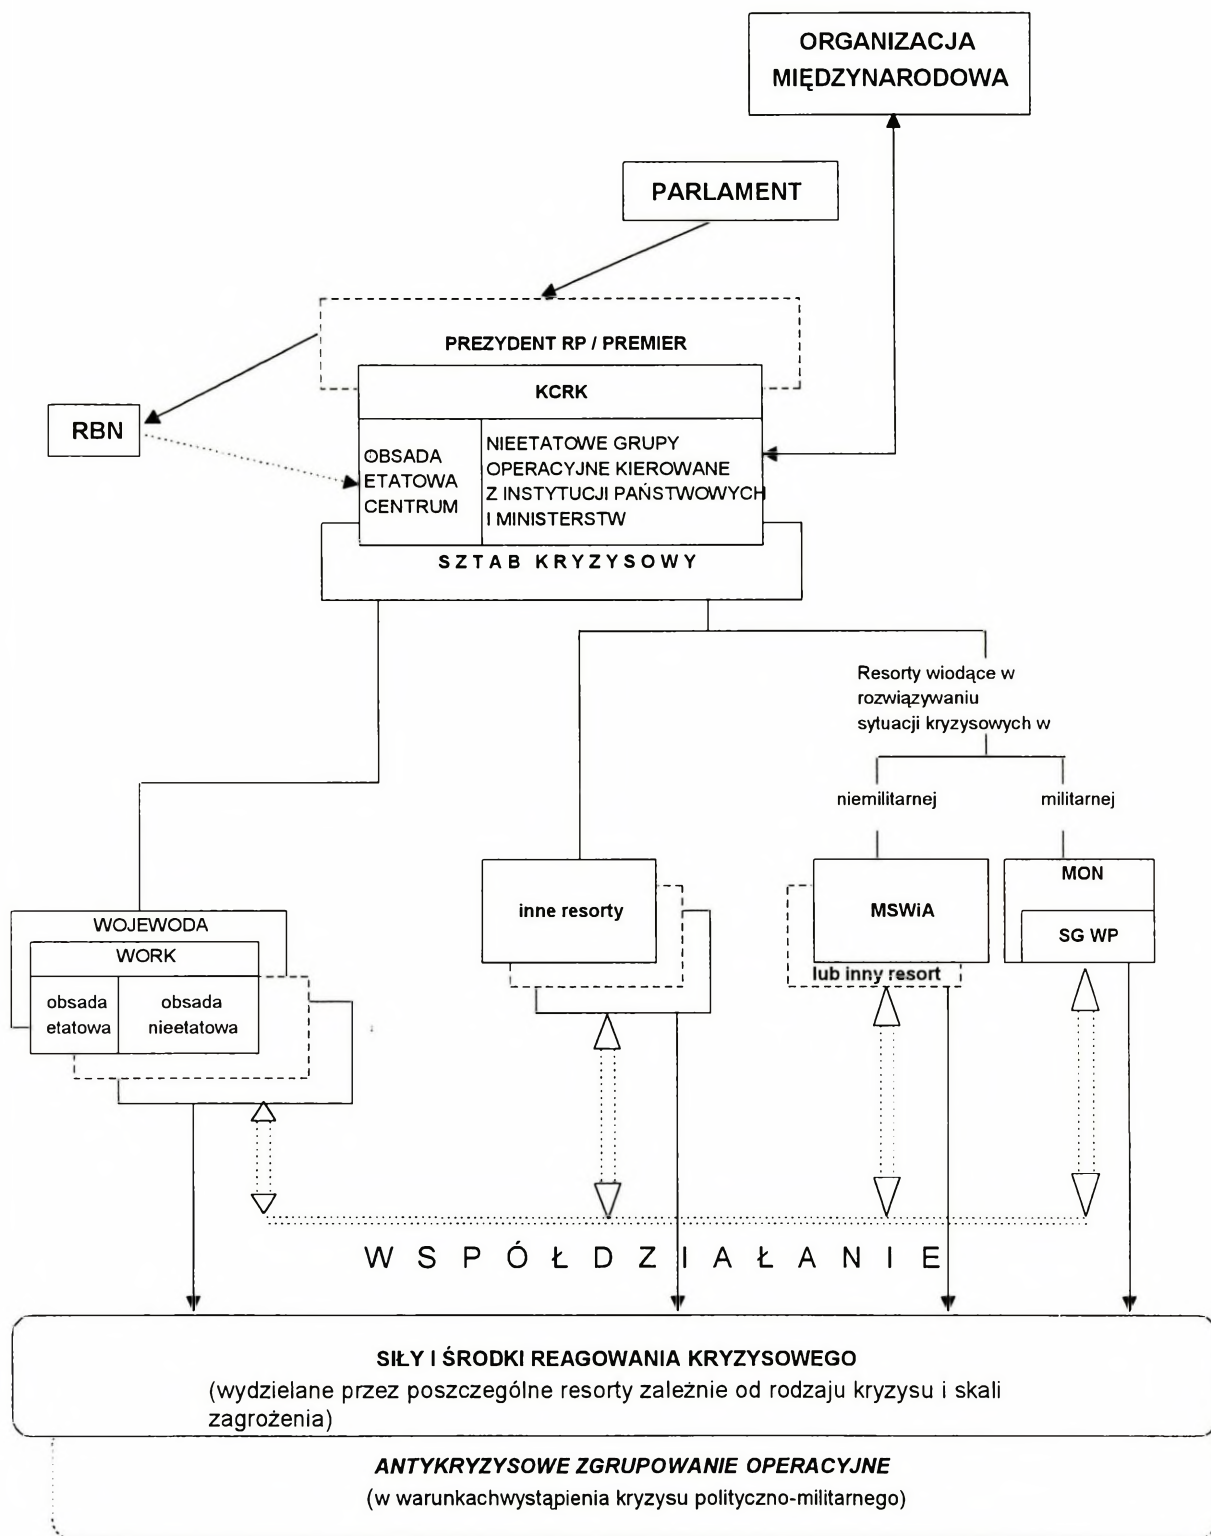 ORGANIZACJA
MIĘDZYNARODOWA
PARLAMENT
PREZYDENT RP / PREMIER
KCRK
RBN
OBSADA
ETATOWA
CENTRUM
NIEETATOWE GRUPY
OPERACYJNE KIEROWANE
Z INSTYTUCJI PAŃSTWOWYCH
I MINISTERSTW
SZTAB KRYZYSOWY
Resorty wiodące w
rozwiązywaniu
sytuacji kryzysowych w
niemilitarnej
militarnej
WOJEWODA
WORK
obsada
etatowa
obsada
nieetatowa
inne resorty
MSWiA
lub inny resort
MON
SG WP
WSPÓŁDZIAŁANIE
SIŁY I ŚRODKI REAGOWANIA KRYZYSOWEGO
(wydzielane przez poszczególne resorty zależnie od rodzaju kryzysu i skali
zagrożenia)
ANTYKRYZYSOWE ZGRUPOWANIE OPERACYJNE
(w warunkachwystąpienia kryzysu polityczno-militarnego)